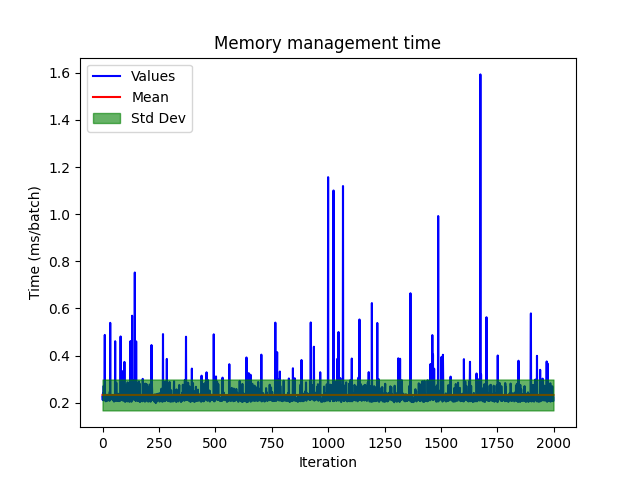 Memory management time
Values
Mean
Std Dev
Time (ms/batch)
1.6
1.4
1.2
1.0
0.8
0.6
0.4
0.2
0 250 500 750 1000 1250 1500 1750 2000
Iteration